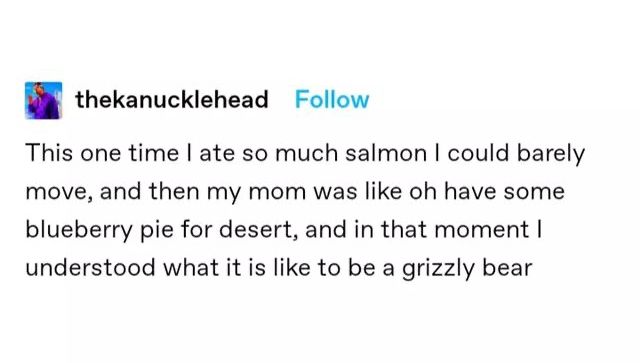 thekanucklehead Follow
This one time I ate so much salmon I could barely
move, and then my mom was like oh have some
blueberry pie for desert, and in that moment I
understood what it is like to be a grizzly bear